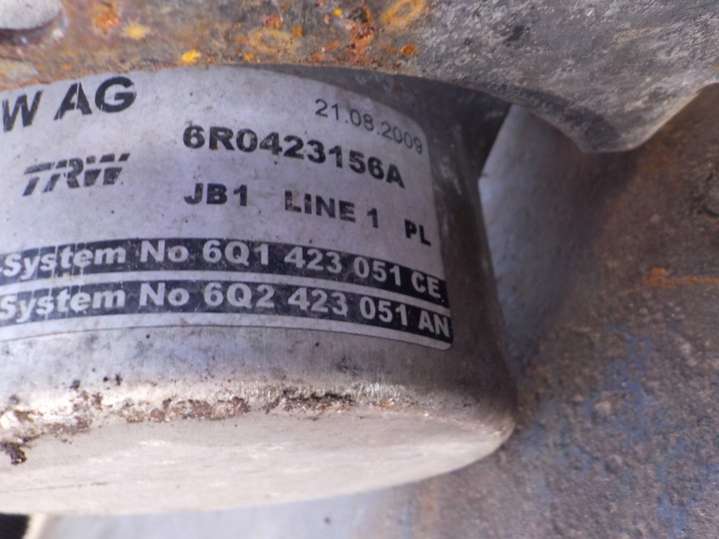 W AG
21.08.2009
6R0423156A
TRW
JB1 LINE 1 PL
-System No 6Q1 423 051 CE
System No 6Q2 423 051 AN